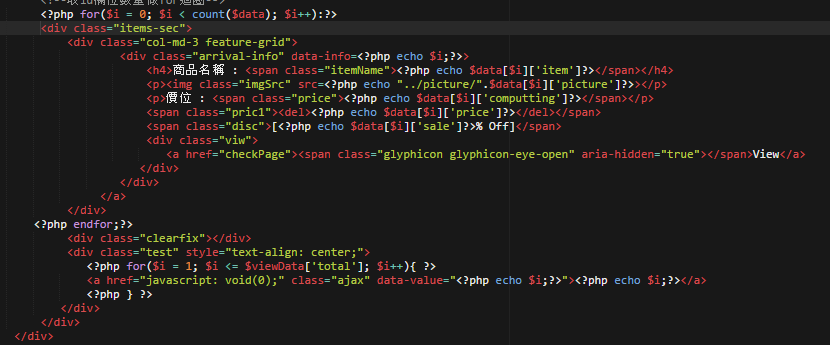 <!--取id欄位數量做for迴圈-->
<?php for($i = 0; $i < count($data); $i++):?>
<div class="items-sec">
<div class="col-md-3 feature-grid">
<div class="arrival-info" data-info=<?php echo $i;?>>
<h4>商品名稱 : <span class="itemName"><?php echo $data[$i]['item']?></span></h4>
<p><img class="imgSrc" src=<?php echo "../picture/".$data[$i]['picture']?>></p>
<p>價位 : <span class="price"><?php echo $data[$i]['computting']?></span></p>
<span class="pric1"><del><?php echo $data[$i]['price']?></del></span>
<span class="disc">[<?php echo $data[$i]['sale']?>% Off]</span>
<div class="viw">
<a href="checkPage"><span class="glyphicon glyphicon-eye-open" aria-hidden="true"></span>View</a>
</div>
</div>
</a>
</div>
<?php endfor;?>
<div class="clearfix"></div>
<div class="test" style="text-align: center;">
<?php for($i = 1; $i <= $viewData['total']; $i++){ ?>
<a href="javascript: void(0);" class="ajax" data-value="<?php echo $i;?>"><?php echo $i;?></a>
<?php } ?>
</div>
</div>
</div>